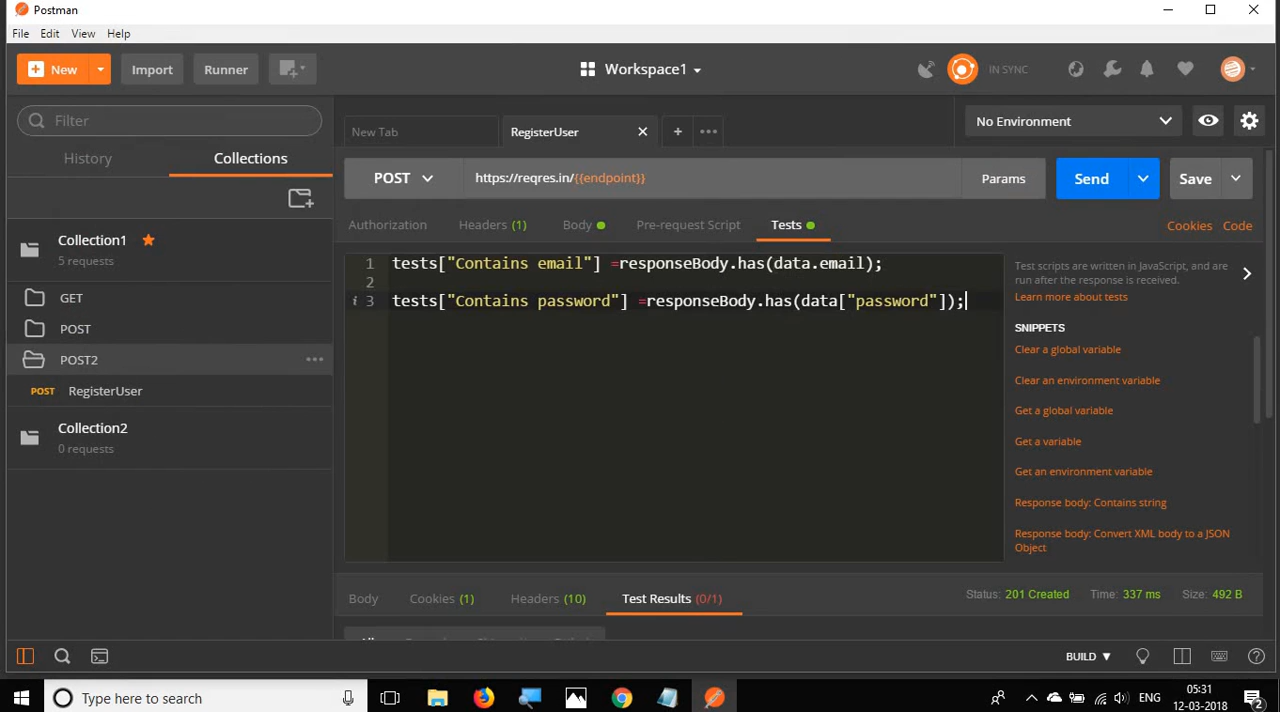 Postman
File Edit View Help
New Import Runner Workspace1 IN SYNC
Filter
History Collections
Collection1
5 requests
GET
POST
POST2
POST RegisterUser
Collection2
0 requests
New Tab RegisterUser No Environment
POST https://reqres.in/{{endpoint}} Params Send Save
Authorization Headers (1) Body Pre-request Script Tests Cookies Code
1 tests["Contains email"] =responseBody.has(data.email);
2
3 tests["Contains password"] =responseBody.has(data["password"]);
Test scripts are written in JavaScript, and are
run after the response is received.
Learn more about tests
SNIPPETS
Clear a global variable
Clear an environment variable
Get a global variable
Get a variable
Get an environment variable
Response body: Contains string
Response body: Convert XML body to a JSON
Object
Body Cookies (1) Headers (10) Test Results (0/1) Status: 201 Created Time: 337 ms Size: 492 B
BUILD
Type here to search
ENG
05:31
12-03-2018
2